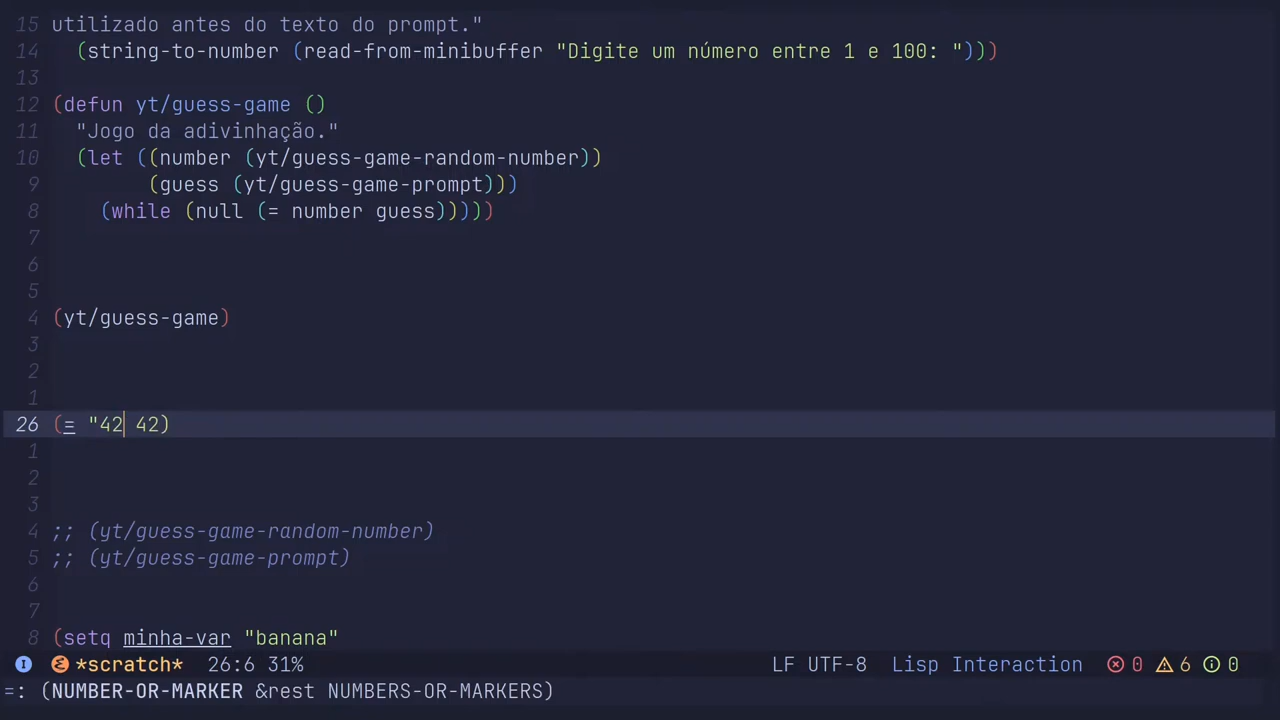 15 utilizado antes do texto do prompt."
14 (string-to-number (read-from-minibuffer "Digite um número entre 1 e 100: ")))
13
12 (defun yt/guess-game ()
11 "Jogo da adivinhação."
10 (let ((number (yt/guess-game-random-number))
9 (guess (yt/guess-game-prompt)))
8 (while (null (= number guess)))))
7
6
5
4 (yt/guess-game)
3
2
1
26 (= "42 42)
1
2
3
4 ;; (yt/guess-game-random-number)
5 ;; (yt/guess-game-prompt)
6
7
8 (setq minha-var "banana"
I *scratch* 26:6 31% LF UTF-8 Lisp Interaction 0 6 0
=: (NUMBER-OR-MARKER &rest NUMBERS-OR-MARKERS)